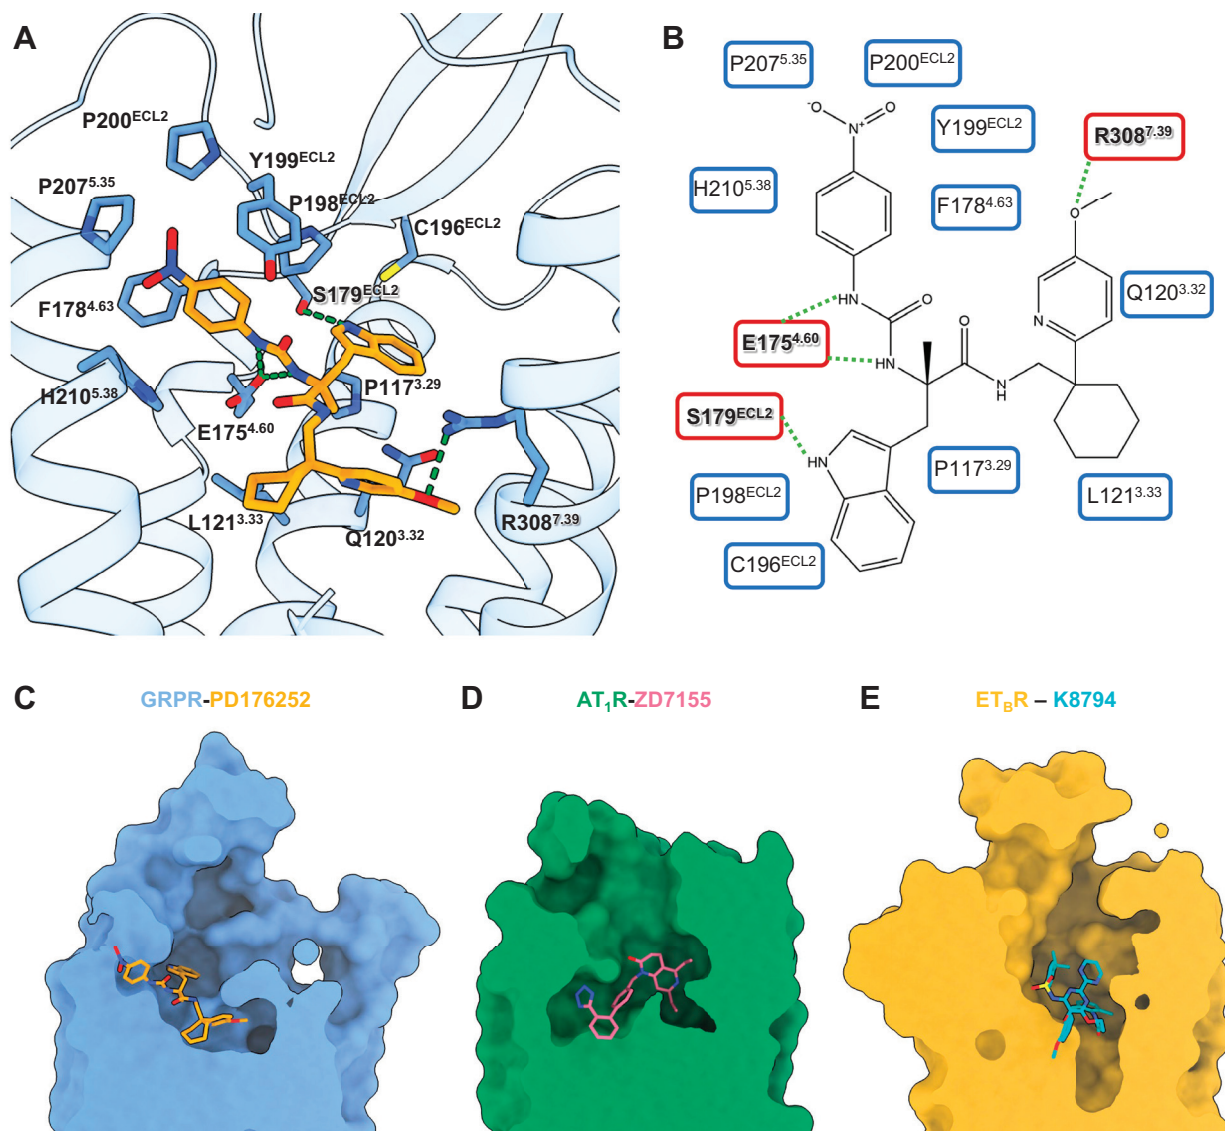 A
P200ECL2
Y199ECL2
P2075.35
P198ECL2
C196ECL2
S179ECL2
F1784.63
P1173.29
H2105.38
E1754.60
L1213.33
Q1203.32
R3087.39
B
P2075.35
P200ECL2
-O
O
N+
Y199ECL2
R3087.39
H2105.38
F1784.63
O
Q1203.32
HN
O
N
E1754.60
O
HN
N
H
S179ECL2
HN
P1173.29
P198ECL2
L1213.33
C196ECL2
C
GRPR-PD176252
D
AT1R-ZD7155
E
ETBR – K8794